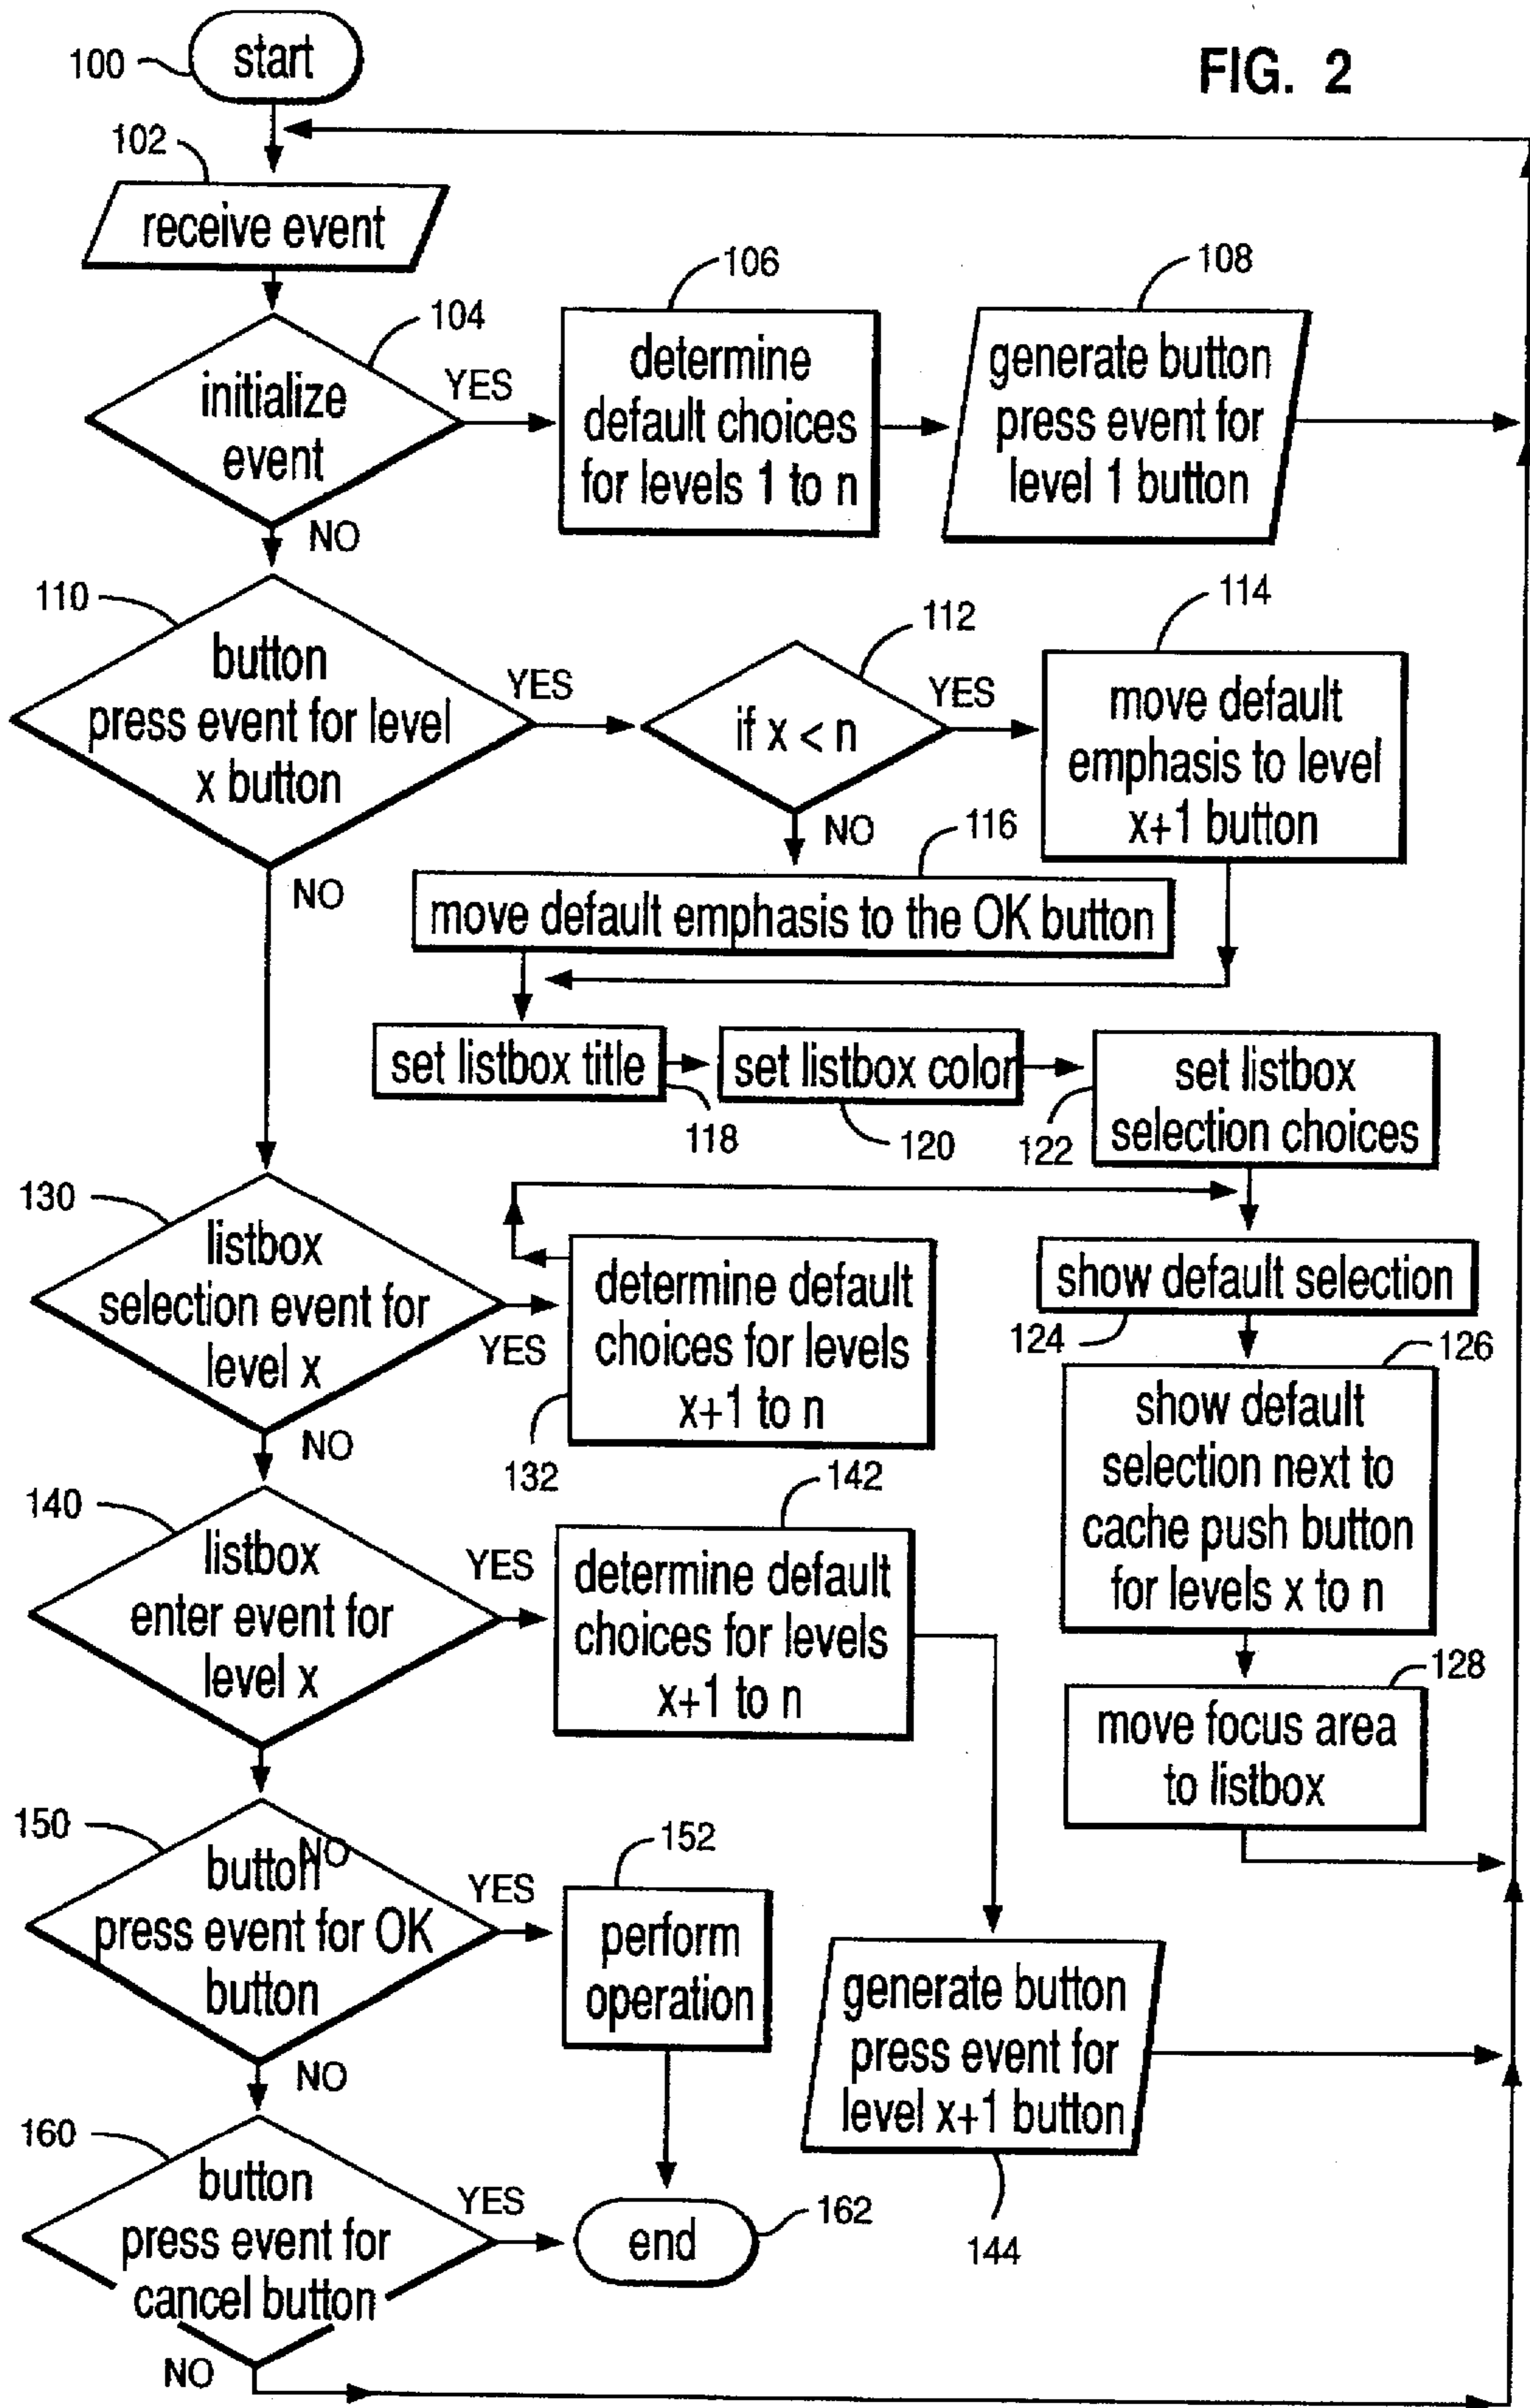 FIG. 2
100
start
102
receive event
104
initialize
event
YES
NO
106
determine
default choices
for levels 1 to n
108
generate button
press event for
level 1 button
110
button
press event for level
x button
YES
NO
112
if x < n
YES
NO
114
move default
emphasis to level
x+1 button
116
move default emphasis to the OK button
set listbox title
118
set listbox color
120
set listbox
selection choices
122
130
listbox
selection event for
level x
YES
NO
determine default
choices for levels
x+1 to n
132
show default selection
124
126
show default
selection next to
cache push button
for levels x to n
128
move focus area
to listbox
140
listbox
enter event for
level x
YES
NO
142
determine default
choices for levels
x+1 to n
generate button
press event for
level x+1 button
144
150
button
press event for OK
button
YES
NO
152
perform
operation
160
button
press event for
cancel button
YES
NO
end
162